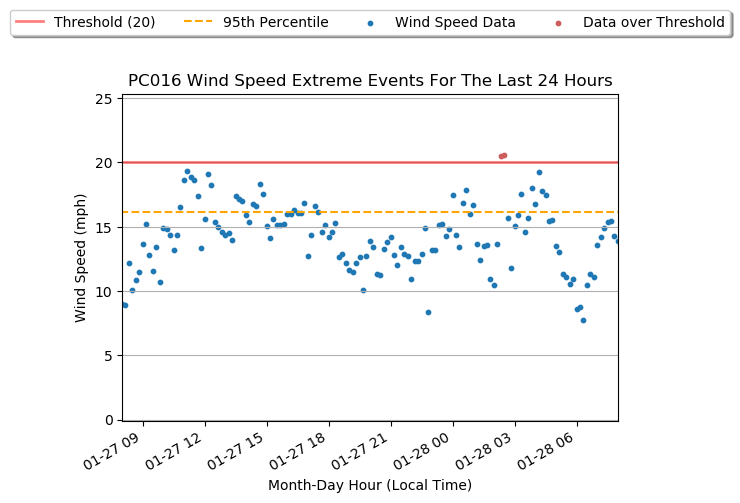 Threshold (20) 95th Percentile Wind Speed Data Data over Threshold
PC016 Wind Speed Extreme Events For The Last 24 Hours
25
20
15
10
5
0
Wind Speed (mph)
01-27 09 01-27 12 01-27 15 01-27 18 01-27 21 01-28 00 01-28 03 01-28 06
Month-Day Hour (Local Time)